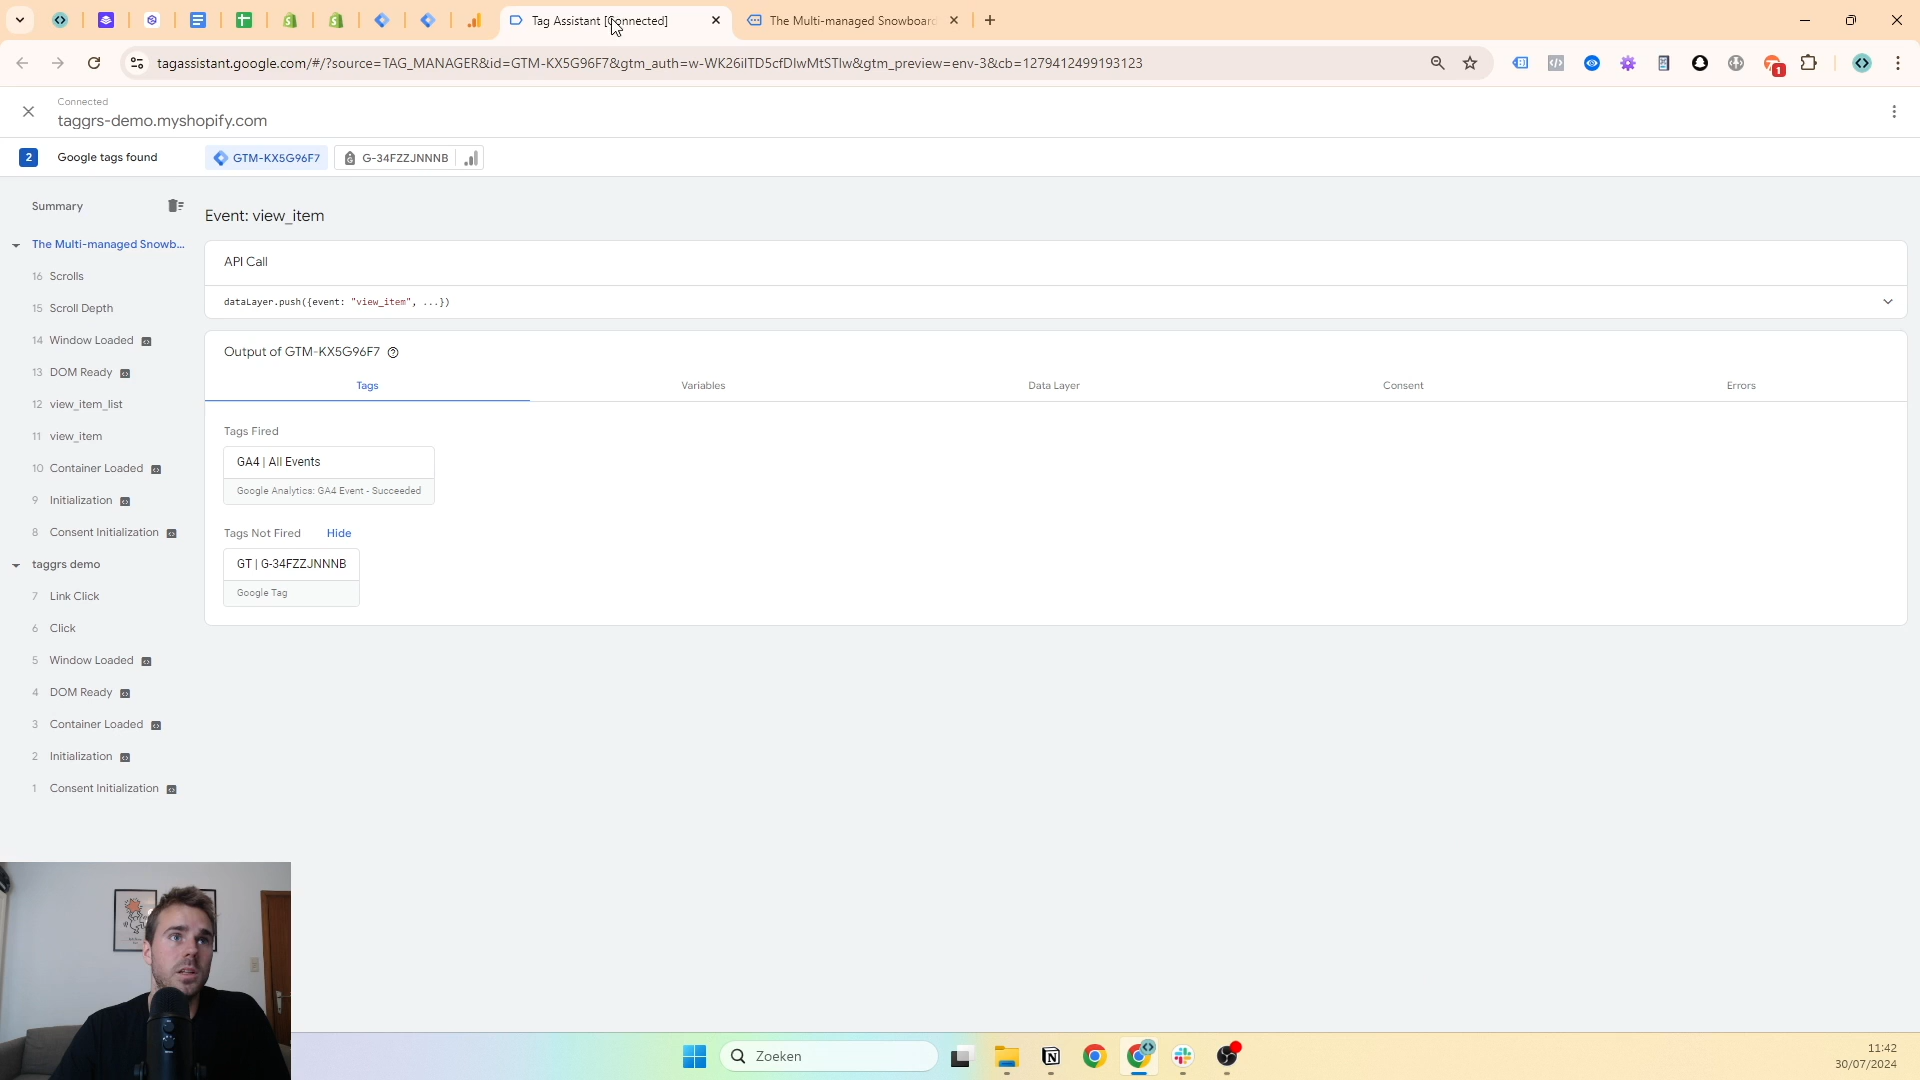 Tag Assistant [Connected]
The Multi-managed Snowboard
tagassistant.google.com/#/?source=TAG_MANAGER&id=GTM-KX5G96F7&gtm_auth=w-WK26iITD5cfDIwMtSTIw&gtm_preview=env-3&cb=1279412499193123
1
Connected
taggrs-demo.myshopify.com
2 Google tags found GTM-KX5G96F7 G-34FZZJNNNB
Summary
The Multi-managed Snowb...
16 Scrolls
15 Scroll Depth
14 Window Loaded
13 DOM Ready
12 view_item_list
11 view_item
10 Container Loaded
9 Initialization
8 Consent Initialization
taggrs demo
7 Link Click
6 Click
5 Window Loaded
4 DOM Ready
3 Container Loaded
2 Initialization
1 Consent Initialization
Event: view_item
API Call
dataLayer.push({event: "view_item", ...})
Output of GTM-KX5G96F7
Tags Variables Data Layer Consent Errors
Tags Fired
GA4 | All Events
Google Analytics: GA4 Event - Succeeded
Tags Not Fired Hide
GT | G-34FZZJNNNB
Google Tag
Zoeken
11:42
30/07/2024